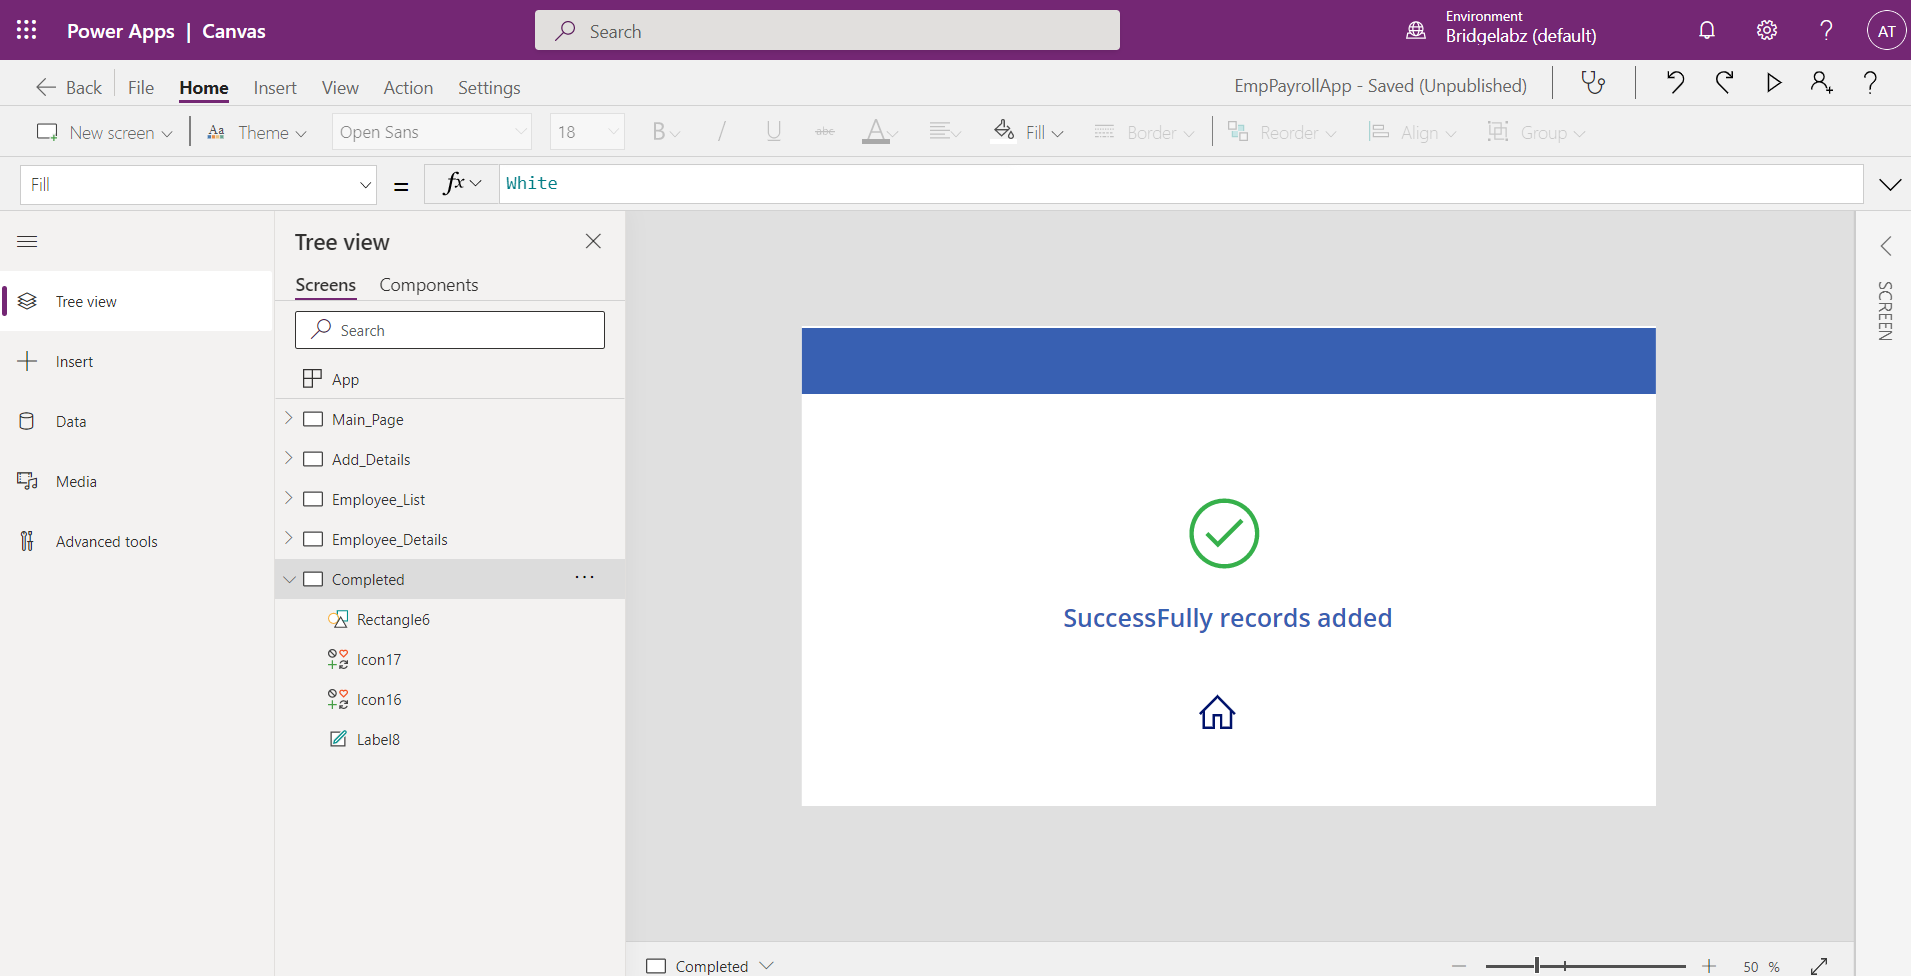 Power Apps | Canvas
Search
Environment
Bridgelabz (default)
AT
Back File Home Insert View Action Settings
EmpPayrollApp - Saved (Unpublished)
New screen Theme Open Sans 18 B / U abc A Fill Border Reorder Align Group
Fill = fx White
Tree view
Screens Components
Search
App
Main_Page
Add_Details
Employee_List
Employee_Details
Completed
Rectangle6
Icon17
Icon16
Label8
Tree view
Insert
Data
Media
Advanced tools
SuccessFully records added
SCREEN
Completed
50 %